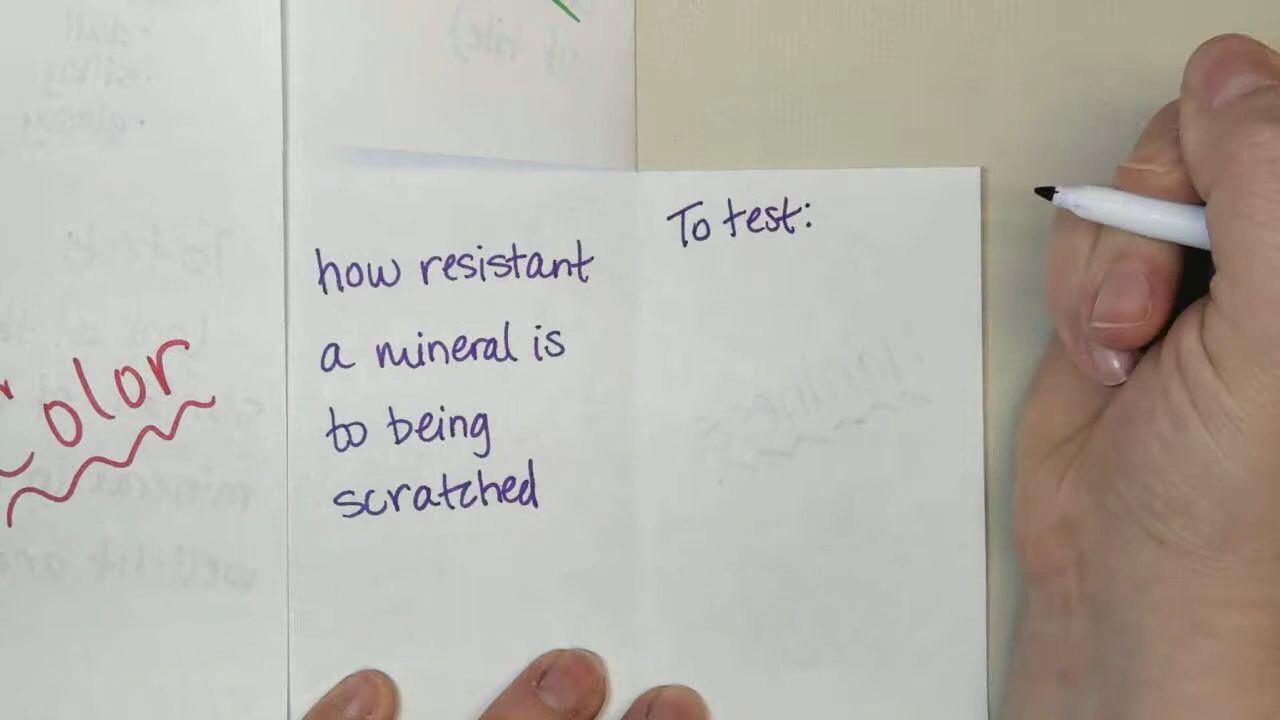 Color
how resistant
a mineral is
to being
scratched
To test: